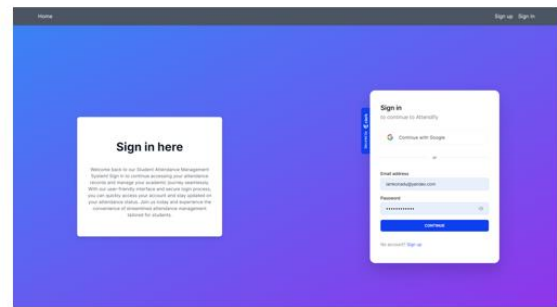 Home
Sign up Sign in
Sign in here
Welcome back to our Student Attendance Management
System! Sign in to continue accessing your attendance
records and manage your academic journey seamlessly.
With our user-friendly interface and secure login process,
you can quickly access your account and stay updated on
your attendance status. Join us today and experience the
convenience of streamlined attendance management
tailored for students.
Sign in
to continue to Attendify
Continue with Google
or
Email address
Password
CONTINUE
No account? Sign up
Secured by clerk